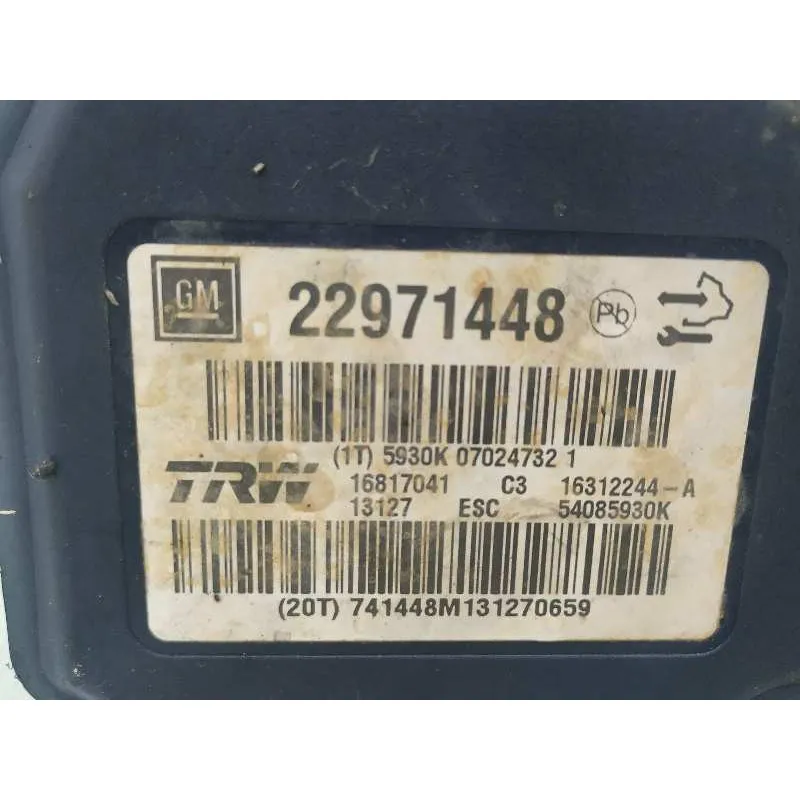 GM 22971448 Pb
(1T) 5930K 07024732 1
TRW 16817041 C3 16312244-A
13127 ESC 54085930K
(20T) 741448M131270659